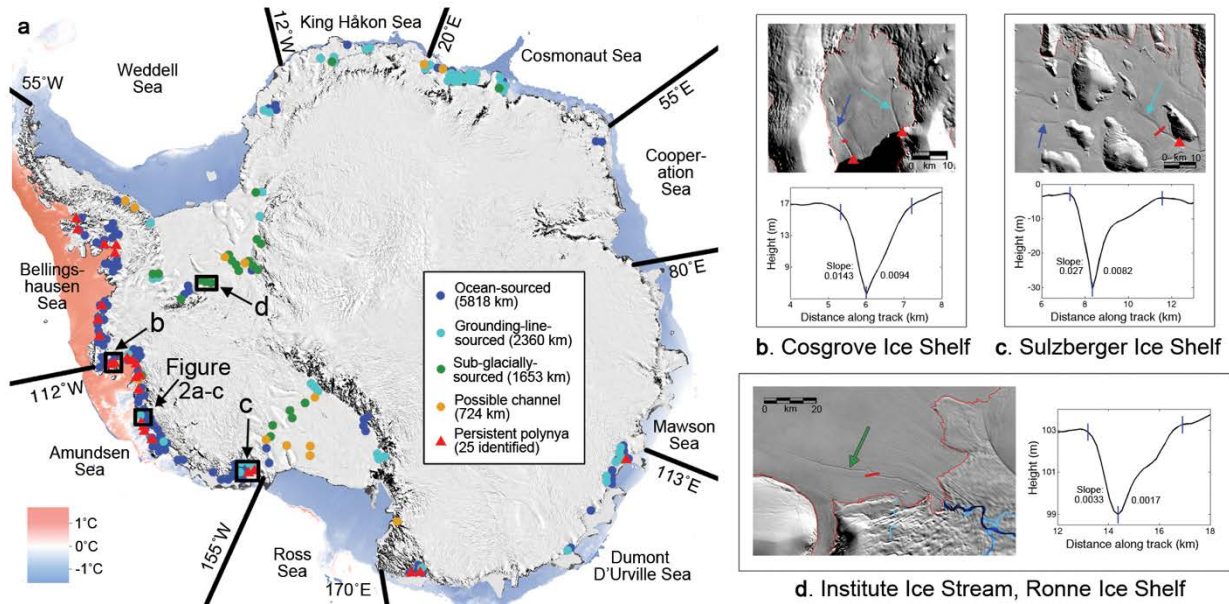 a
King Håkon Sea
12˚W
20˚E
Cosmonaut Sea
Weddell
Sea
55˚W
55˚E
Cooper-
ation
Sea
Bellings-
hausen
Sea
b
d
80˚E
Ocean-sourced
(5818 km)
Grounding-line-
sourced (2360 km)
Sub-glacially-
sourced (1653 km)
Possible channel
(724 km)
Persistent polynya
(25 identified)
112˚W
Figure
2a-c
c
Amundsen
Sea
Mawson
Sea
113˚E
1˚C
0˚C
-1˚C
155˚W
Ross
Sea
170˚E
Dumont
D'Urville Sea
0 km 10
17
13
9
5
Height (m)
Slope:
0.0143
0.0094
4 5 6 7 8
Distance along track (km)
b. Cosgrove Ice Shelf
0 km 10
0
-10
-20
-30
Height (m)
Slope:
0.027
0.0082
6 8 10 12
Distance along track (km)
c. Sulzberger Ice Shelf
0 km 20
103
101
99
Height (m)
Slope:
0.0033
0.0017
12 14 16 18
Distance along track (km)
d. Institute Ice Stream, Ronne Ice Shelf